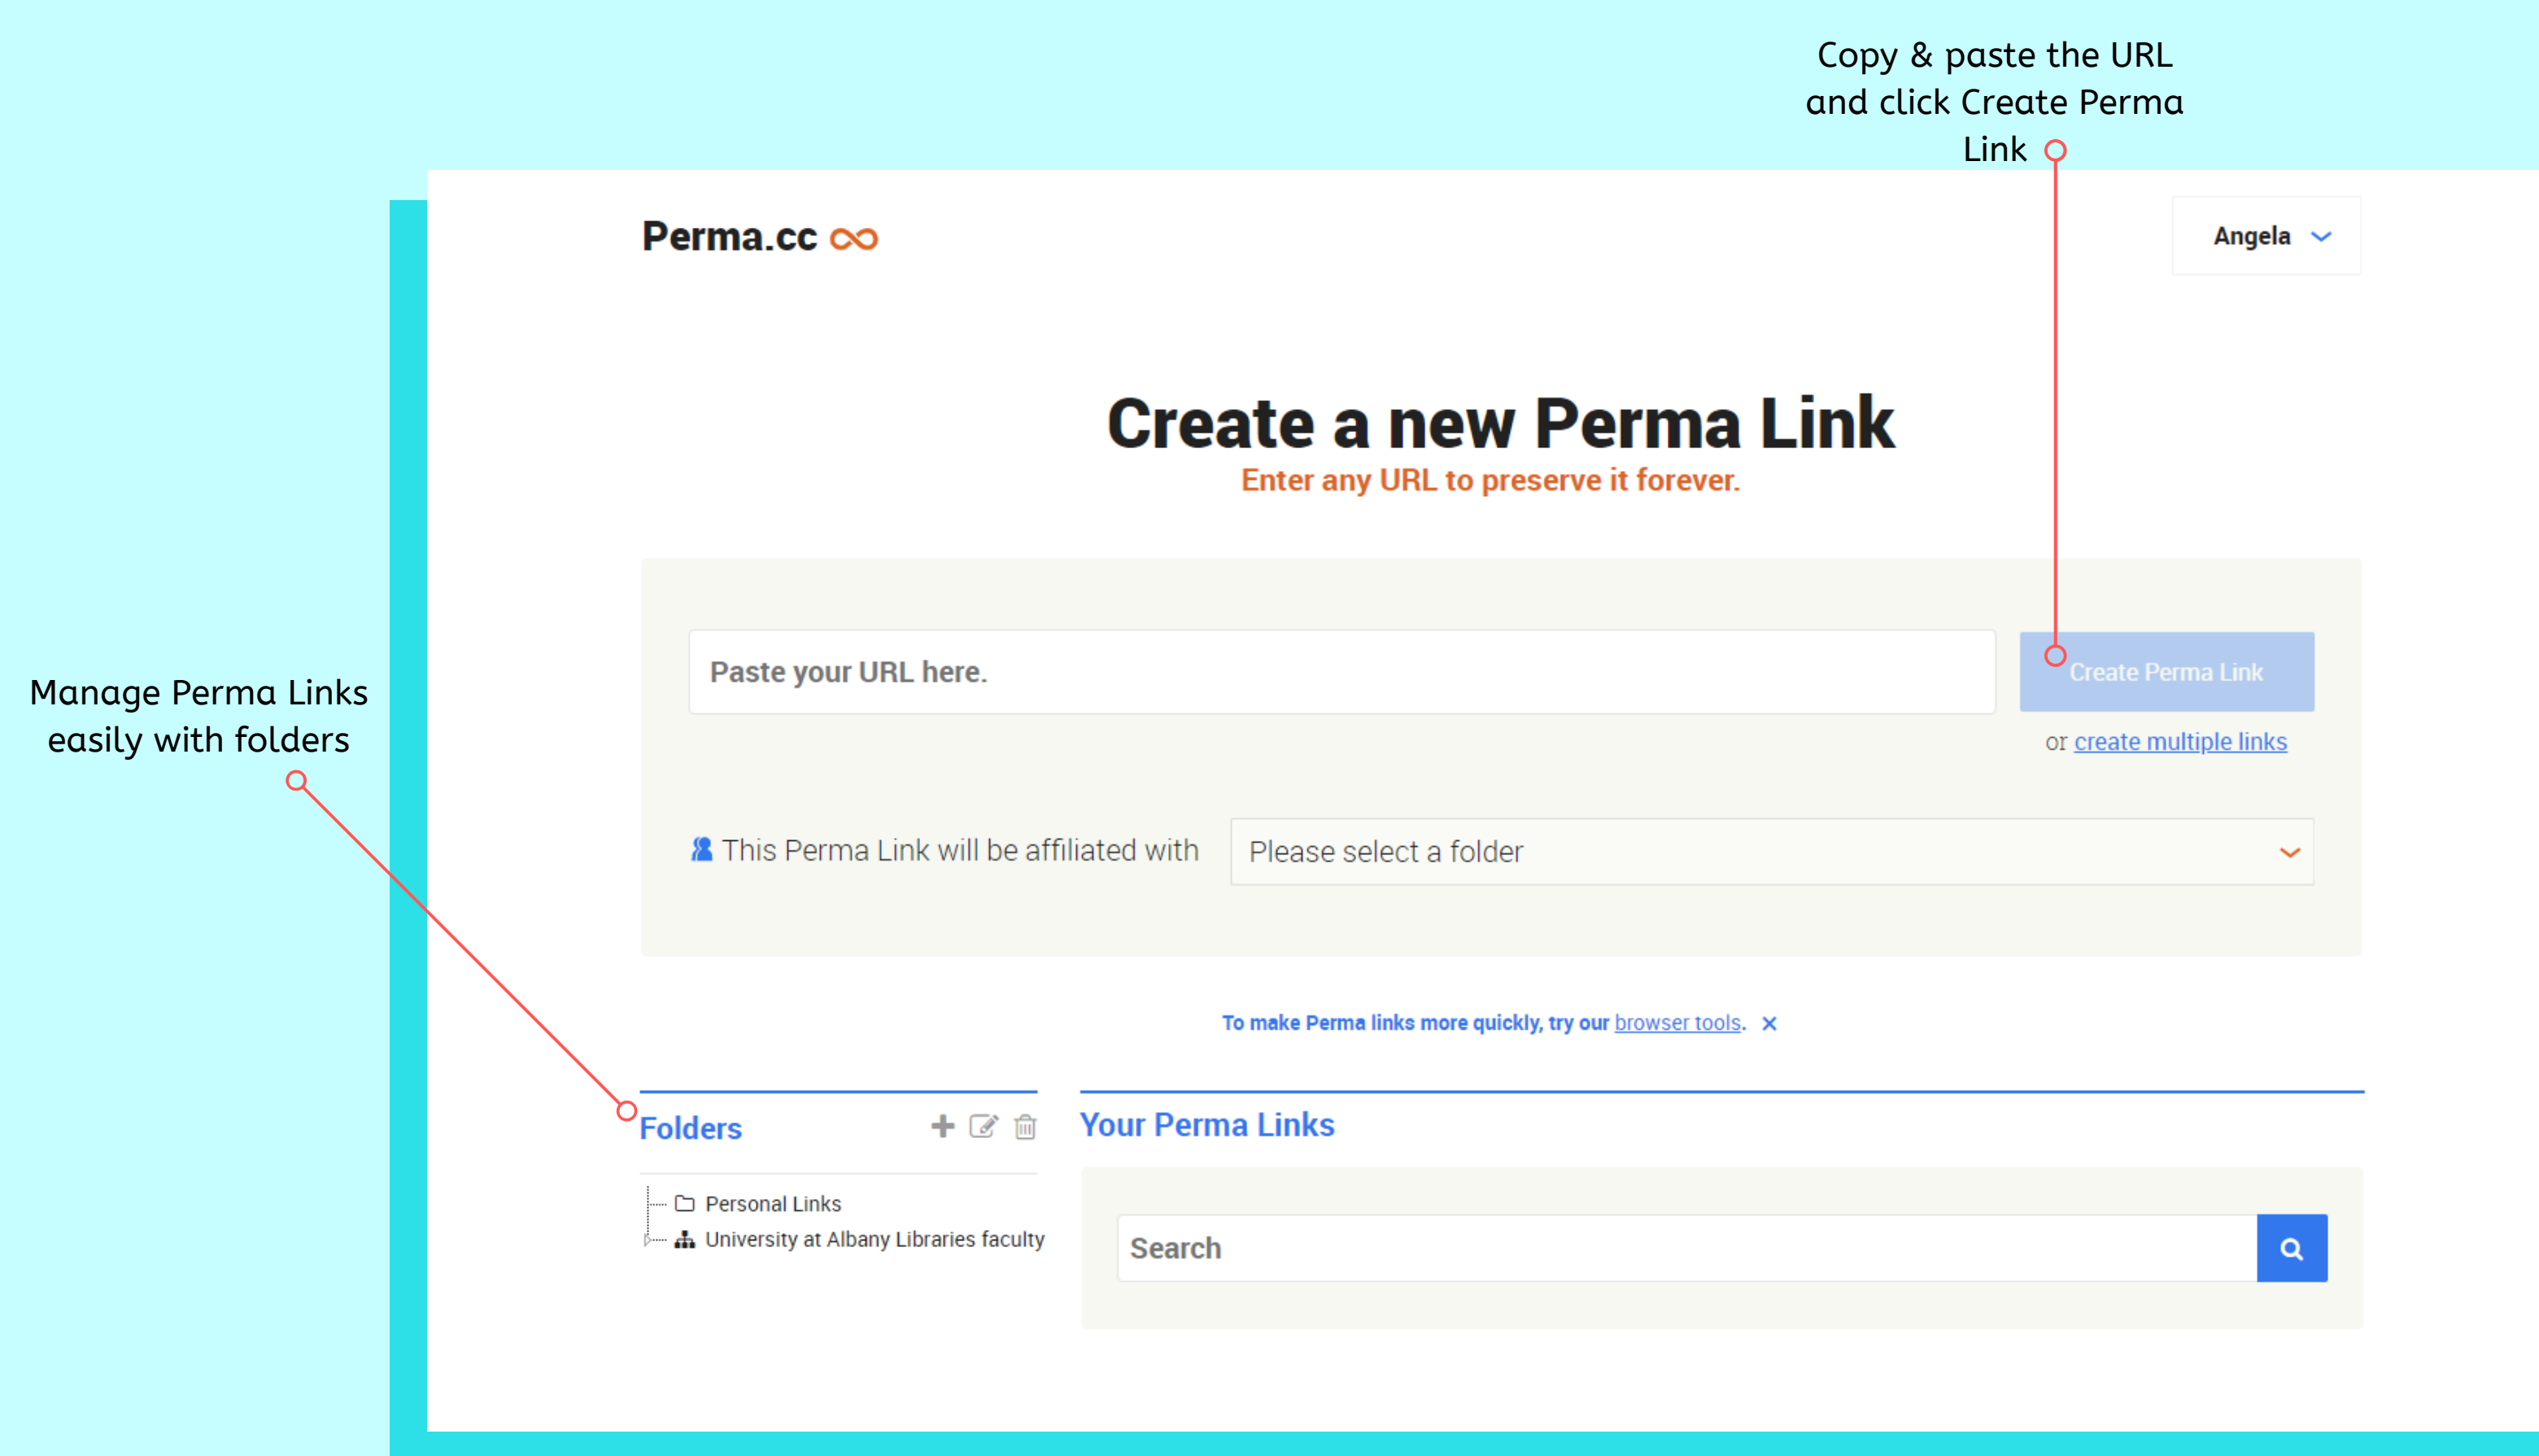 Copy & paste the URL
and click Create Perma
Link
Perma.cc
Angela
Create a new Perma Link
Enter any URL to preserve it forever.
Paste your URL here.
Create Perma Link
or create multiple links
Manage Perma Links
easily with folders
This Perma Link will be affiliated with
Please select a folder
To make Perma links more quickly, try our browser tools.
Folders
Your Perma Links
Personal Links
University at Albany Libraries faculty
Search